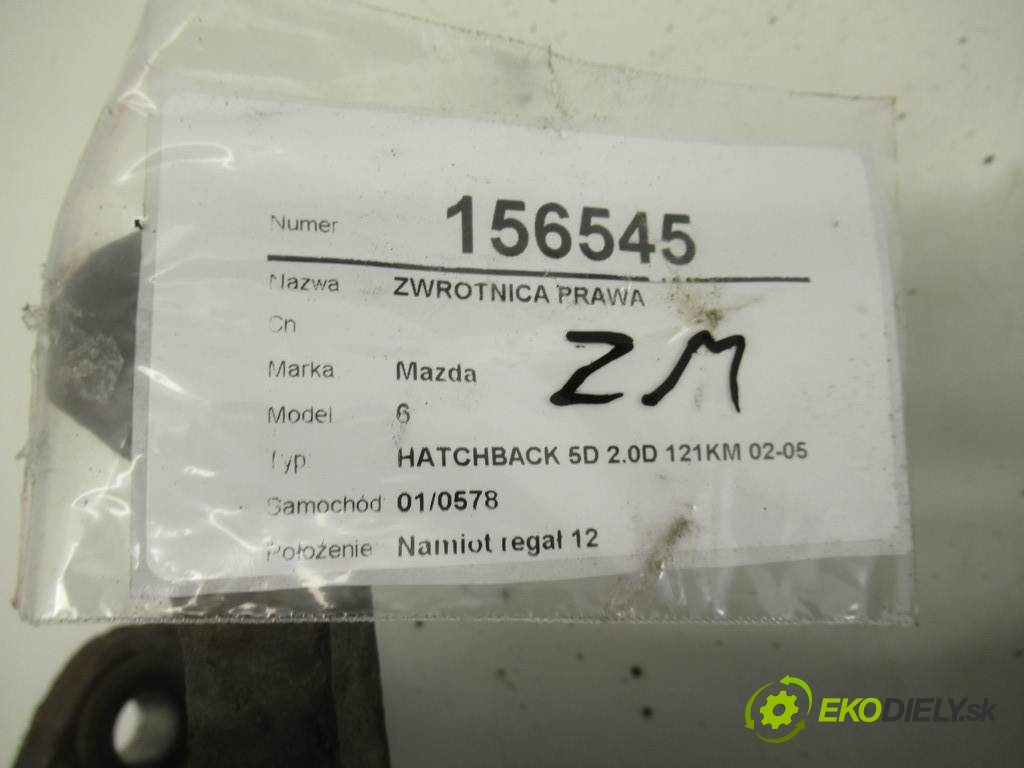 Numer 156545
Nazwa ZWROTNICA PRAWA
Cn
Marka Mazda
Model 6
Typ: HATCHBACK 5D 2.0D 121KM 02-05
Samochód 01/0578
Położenie Namiot regał 12
ZM
EKODIELY.sk